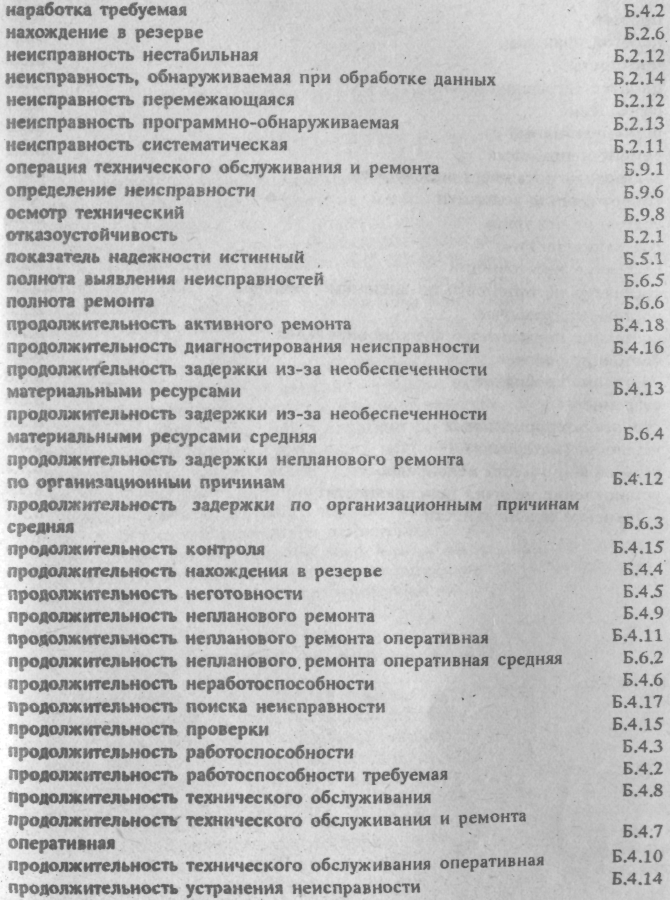 наработка требуемая Б.4.2
нахождение в резерве Б.2.6
неисправность нестабильная Б.2.12
неисправность, обнаруживаемая при обработке данных Б.2.14
неисправность перемежающаяся Б.2.12
неисправность программно-обнаруживаемая Б.2.13
неисправность систематическая Б.2.11
операция технического обслуживания и ремонта Б.9.1
определение неисправности Б.9.6
осмотр технический Б.9.8
отказоустойчивость Б.2.1
показатель надежности истинный Б.5.1
полнота выявления неисправностей Б.6.5
полнота ремонта Б.6.6
продолжительность активного ремонта Б.4.18
продолжительность диагностирования неисправности Б.4.16
продолжительность задержки из-за необеспеченности
материальными ресурсами Б.4.13
продолжительность задержки из-за необеспеченности
материальными ресурсами средняя Б.6.4
продолжительность задержки непланового ремонта
по организационным причинам Б.4.12
продолжительность задержки по организационным причинам
средняя Б.6.3
продолжительность контроля Б.4.15
продолжительность нахождения в резерве Б.4.4
продолжительность неготовности Б.4.5
продолжительность непланового ремонта Б.4.9
продолжительность непланового ремонта оперативная Б.4.11
продолжительность непланового ремонта оперативная средняя Б.6.2
продолжительность неработоспособности Б.4.6
продолжительность поиска неисправности Б.4.17
продолжительность проверки Б.4.15
продолжительность работоспособности Б.4.3
продолжительность работоспособности требуемая Б.4.2
продолжительность технического обслуживания Б.4.8
продолжительность технического обслуживания и ремонта
оперативная Б.4.7
продолжительность технического обслуживания оперативная Б.4.10
продолжительность устранения неисправности Б.4.14